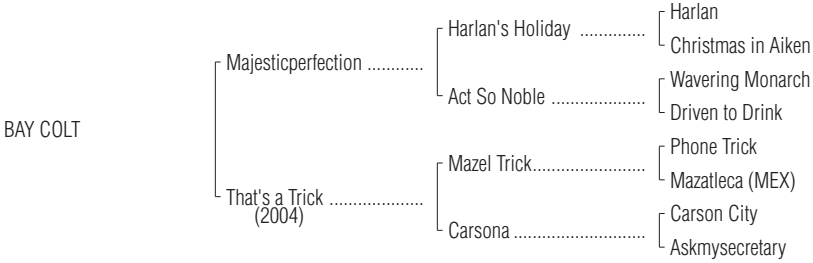 Harlan
Harlan's Holiday ..............
Christmas in Aiken
Majesticperfection ............
Wavering Monarch
Act So Noble ....................
Driven to Drink
BAY COLT
Phone Trick
Mazel Trick........................
Mazatleca (MEX)
That's a Trick ....................
(2004)
Carson City
Carsona ............................
Askmysecretary